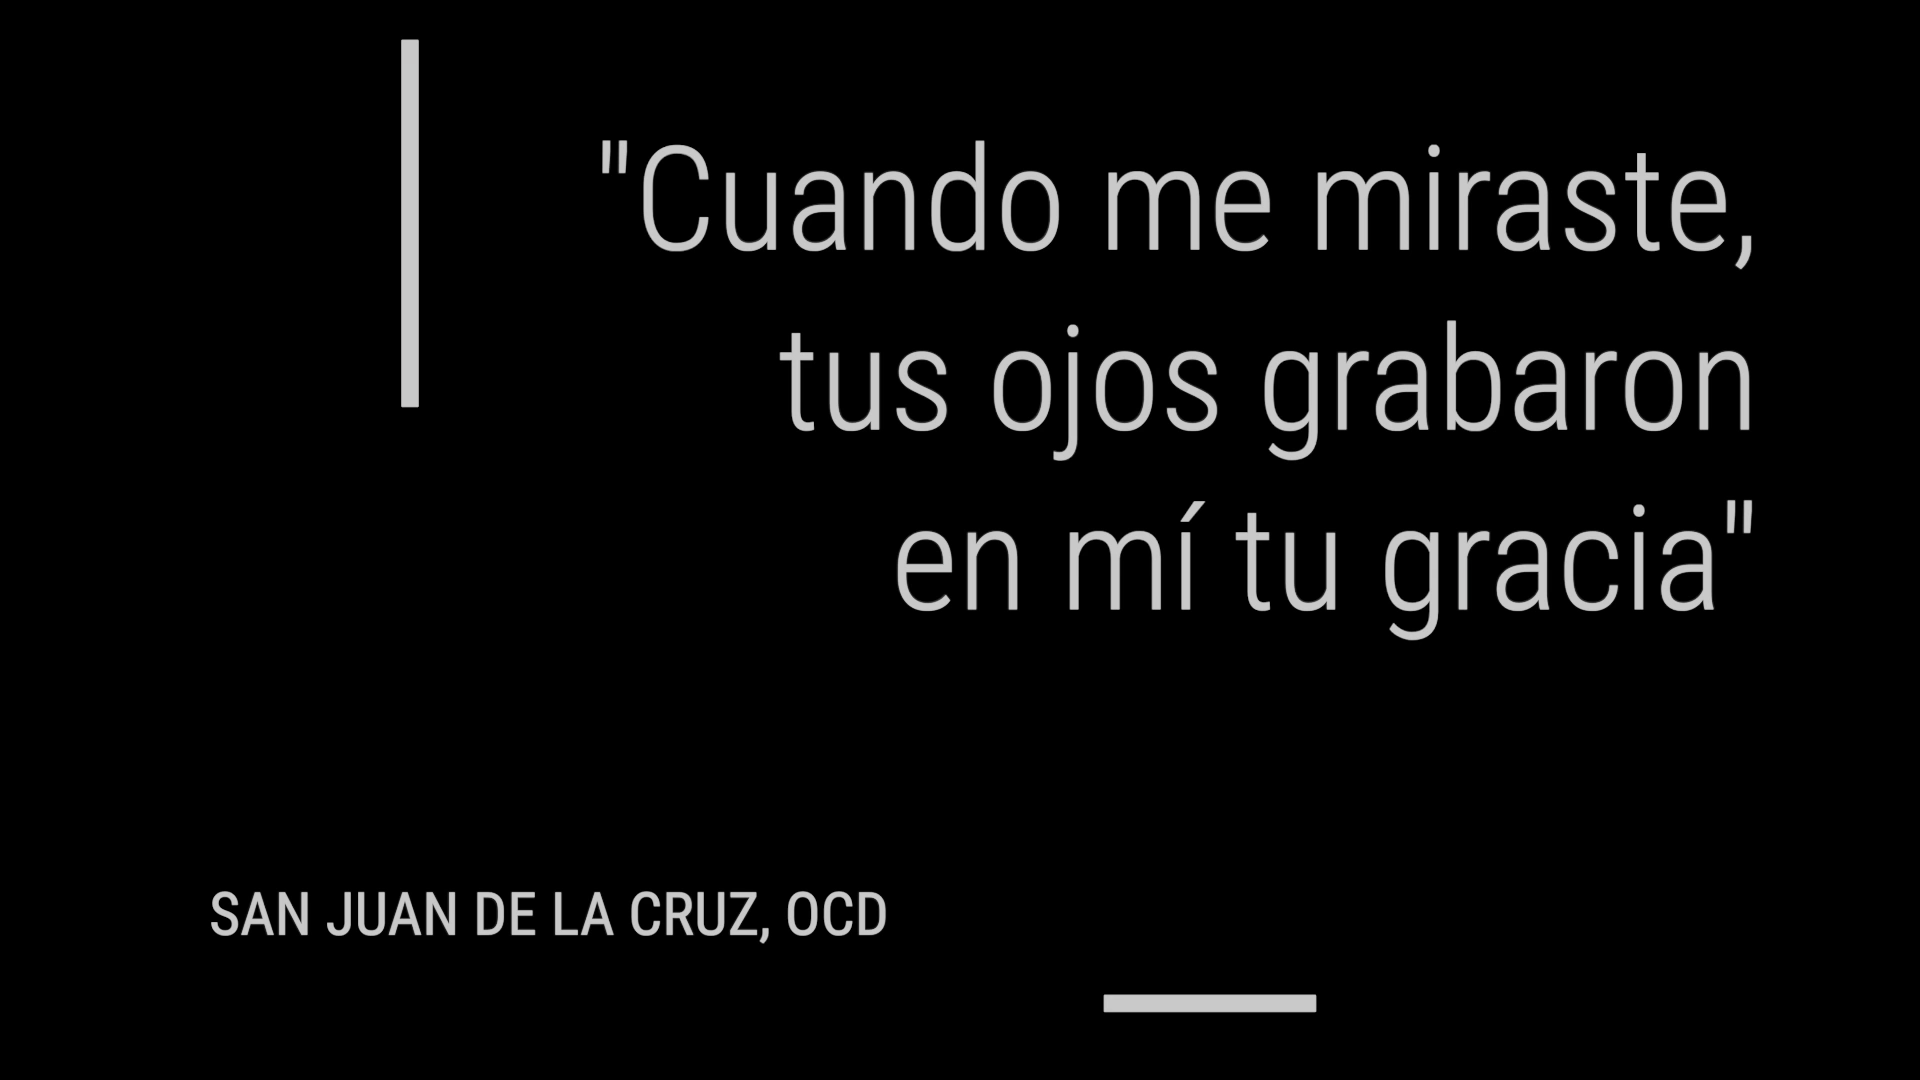 "Cuando me miraste,
tus ojos grabaron
en mí tu gracia"
SAN JUAN DE LA CRUZ, OCD